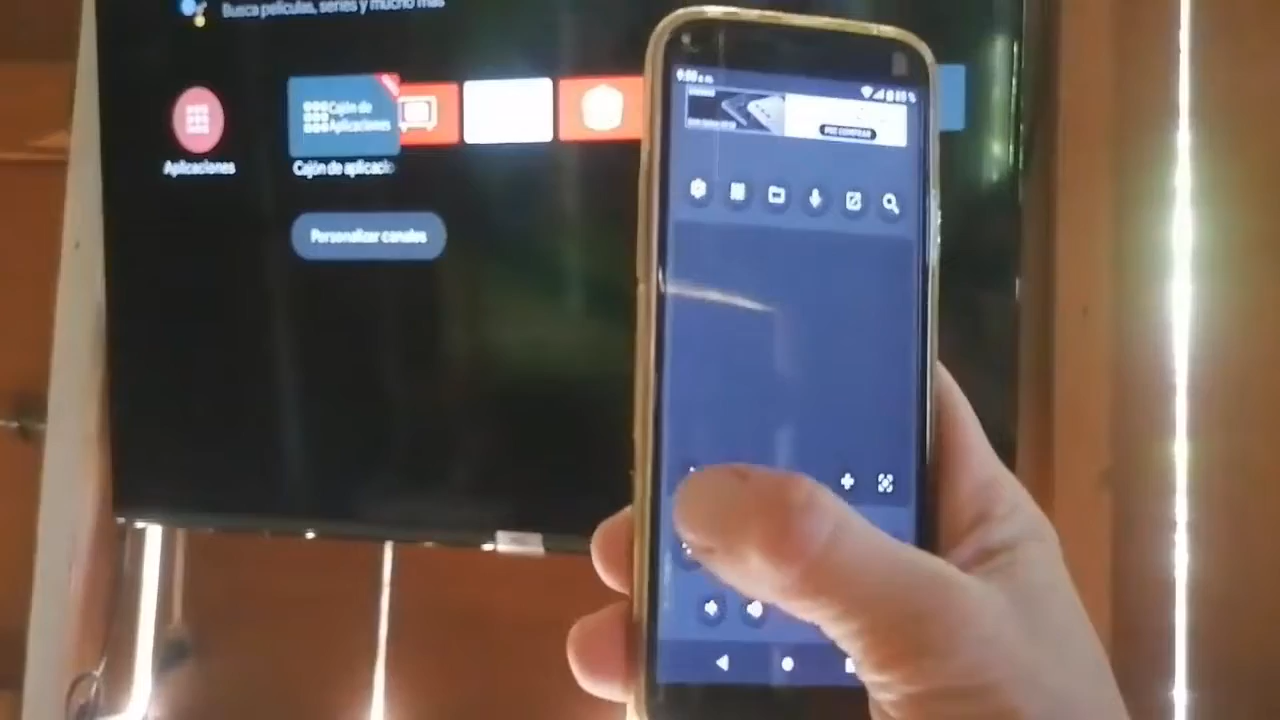 Busca películas, series y mucho más
Cajón de
Aplicaciones
Aplicaciones
Cajón de aplicacio
Personalizar canales